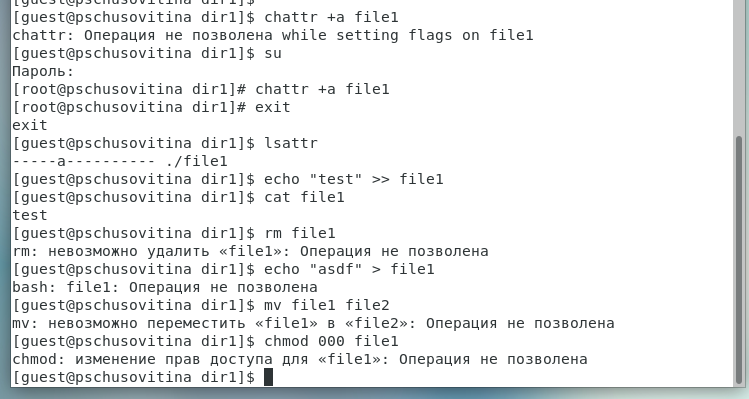 [guest@pschusovitina dir1]$
[guest@pschusovitina dir1]$ chattr +a file1
chattr: Операция не позволена while setting flags on file1
[guest@pschusovitina dir1]$ su
Пароль:
[root@pschusovitina dir1]# chattr +a file1
[root@pschusovitina dir1]# exit
exit
[guest@pschusovitina dir1]$ lsattr
-----a---------- ./file1
[guest@pschusovitina dir1]$ echo "test" >> file1
[guest@pschusovitina dir1]$ cat file1
test
[guest@pschusovitina dir1]$ rm file1
rm: невозможно удалить «file1»: Операция не позволена
[guest@pschusovitina dir1]$ echo "asdf" > file1
bash: file1: Операция не позволена
[guest@pschusovitina dir1]$ mv file1 file2
mv: невозможно переместить «file1» в «file2»: Операция не позволена
[guest@pschusovitina dir1]$ chmod 000 file1
chmod: изменение прав доступа для «file1»: Операция не позволена
[guest@pschusovitina dir1]$